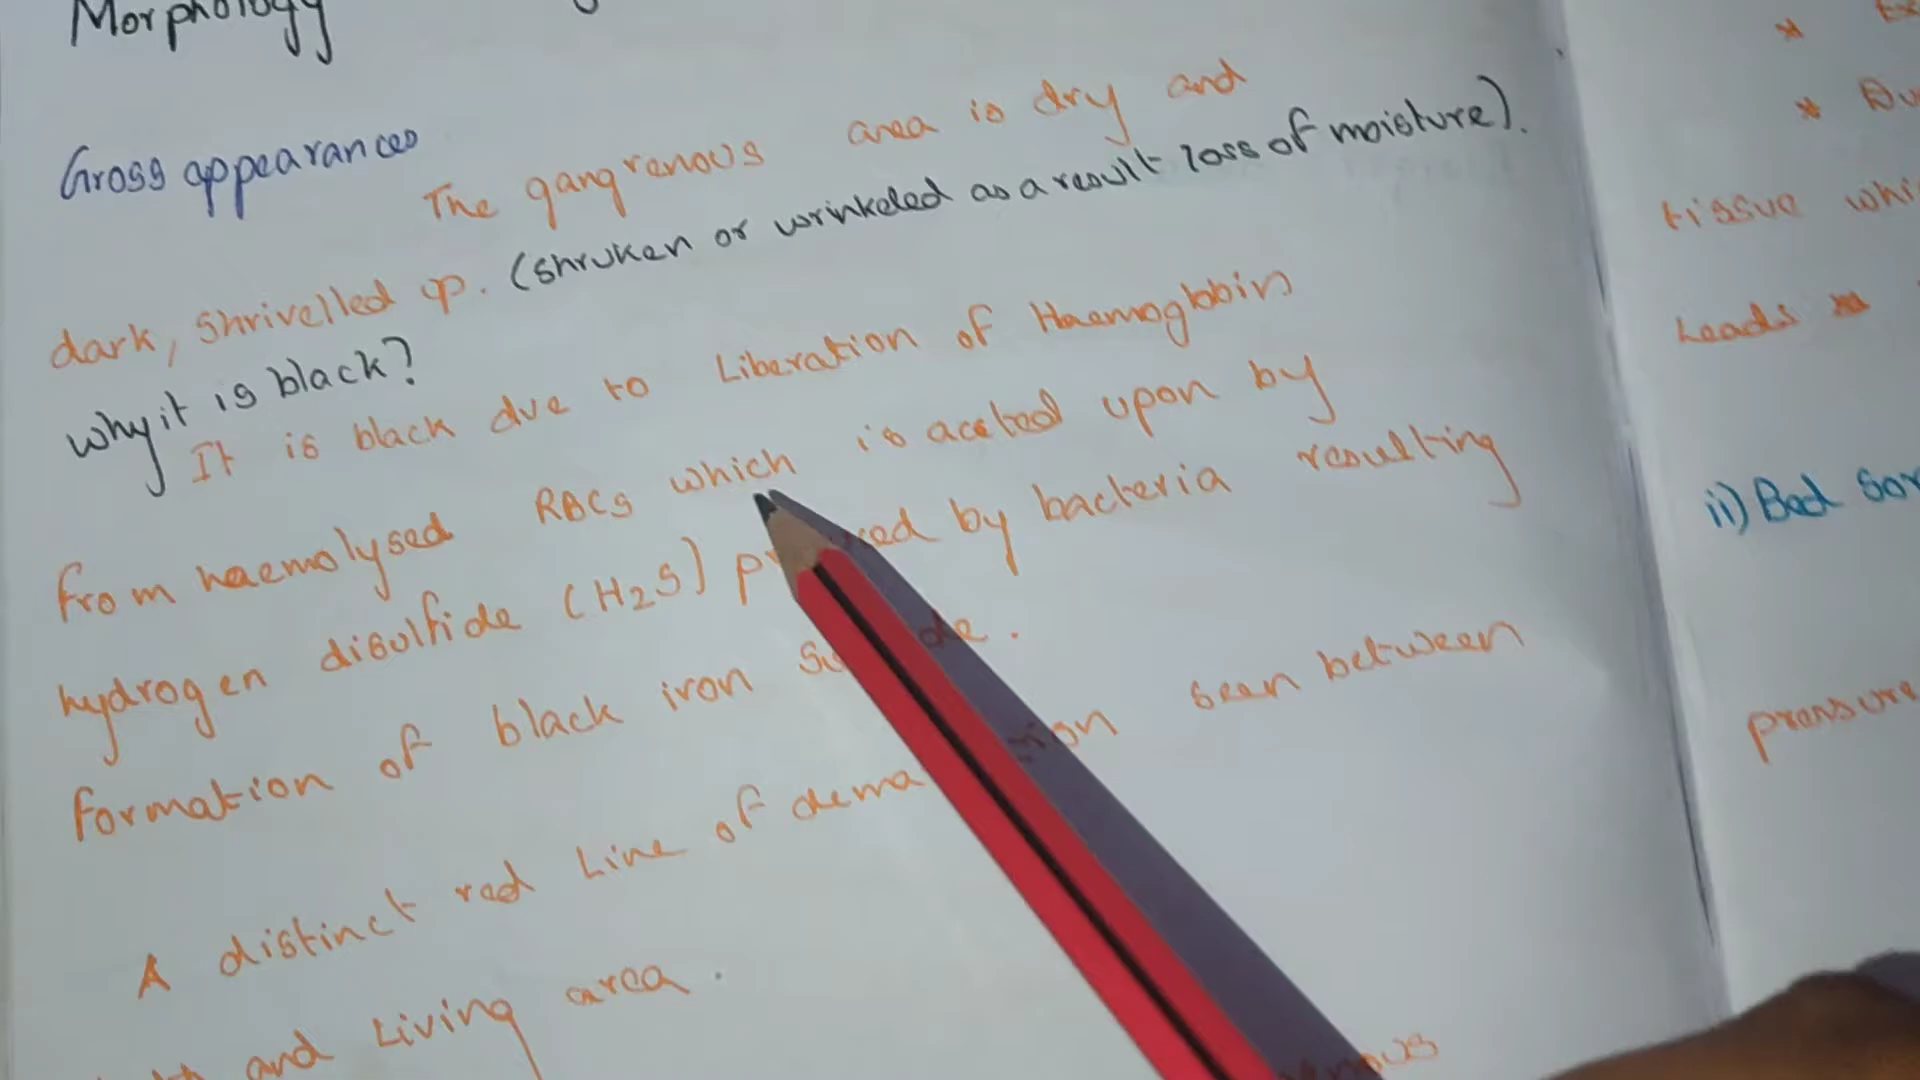 Morphology
Gross appearances
The gangrenous area is dry and
dark, shrivelled up. (shruken or wrinkeled as a result loss of moisture).
why it is black?
It is black due to Liberation of Haemoglobin
from haemolysed RBCs which is acted upon by
hydrogen disulfide (H2S) by bacteria resulting
formation of black iron
A distinct red Line of seen between
and Living area.
* 
* 
tissue
Leads
ii) Bed
pressure